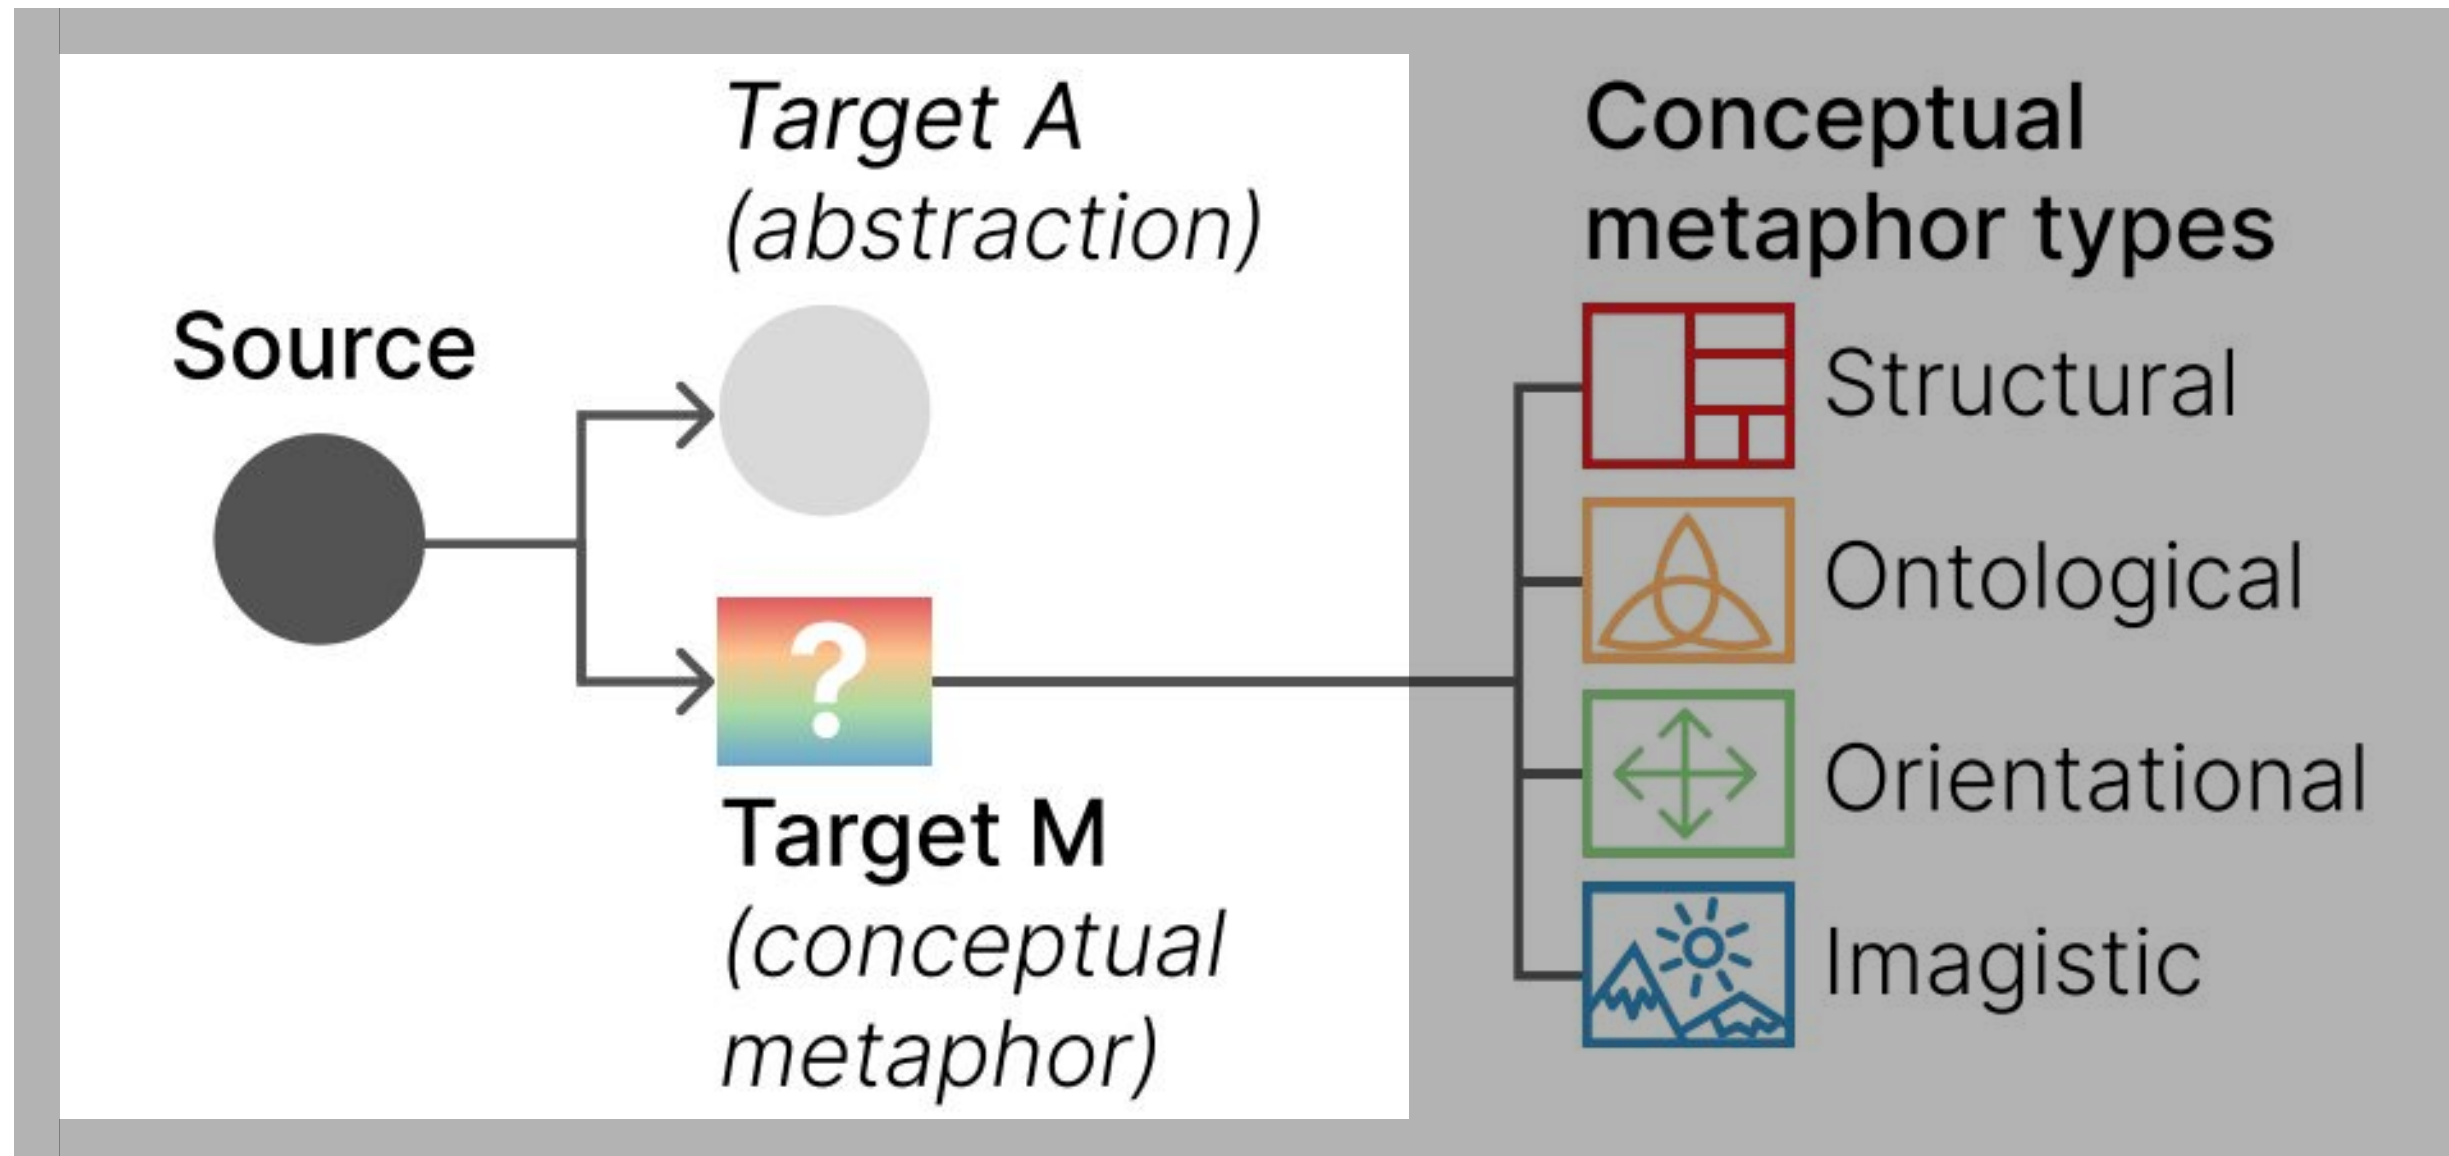 Target A
(abstraction)
Source
?
Target M
(conceptual
metaphor)
Conceptual
metaphor types
Structural
Ontological
Orientational
Imagistic